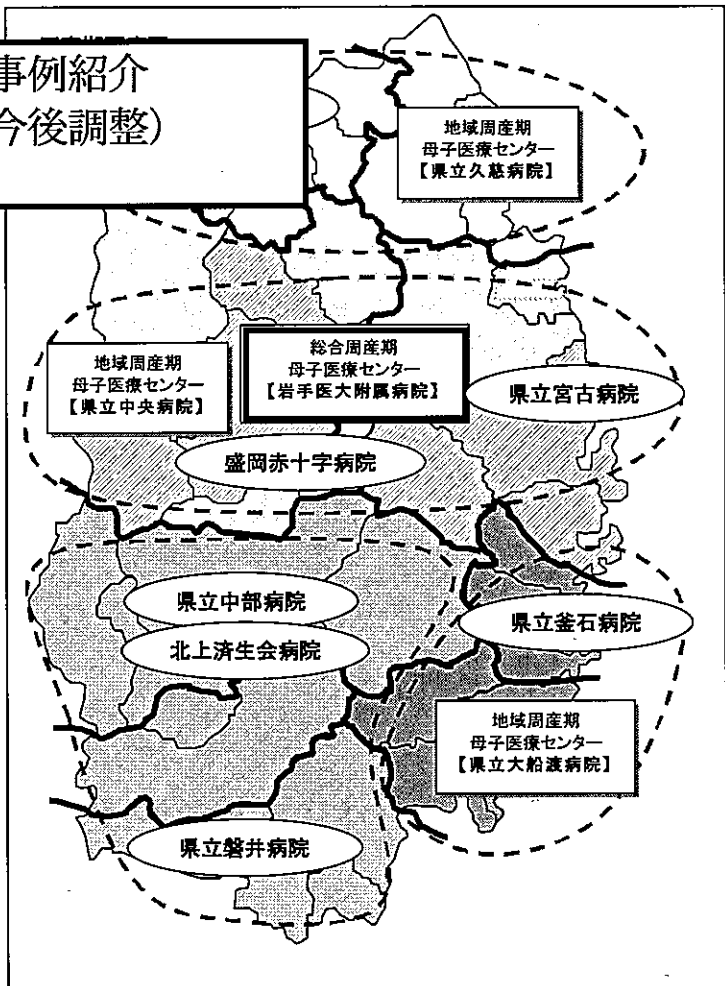 事例紹介
今後調整）
地域周産期
母子医療センター
【県立久慈病院】
地域周産期
母子医療センター
【県立中央病院】
総合周産期
母子医療センター
【岩手医大附属病院】
県立宮古病院
盛岡赤十字病院
県立中部病院
北上済生会病院
県立釜石病院
地域周産期
母子医療センター
【県立大船渡病院】
県立磐井病院